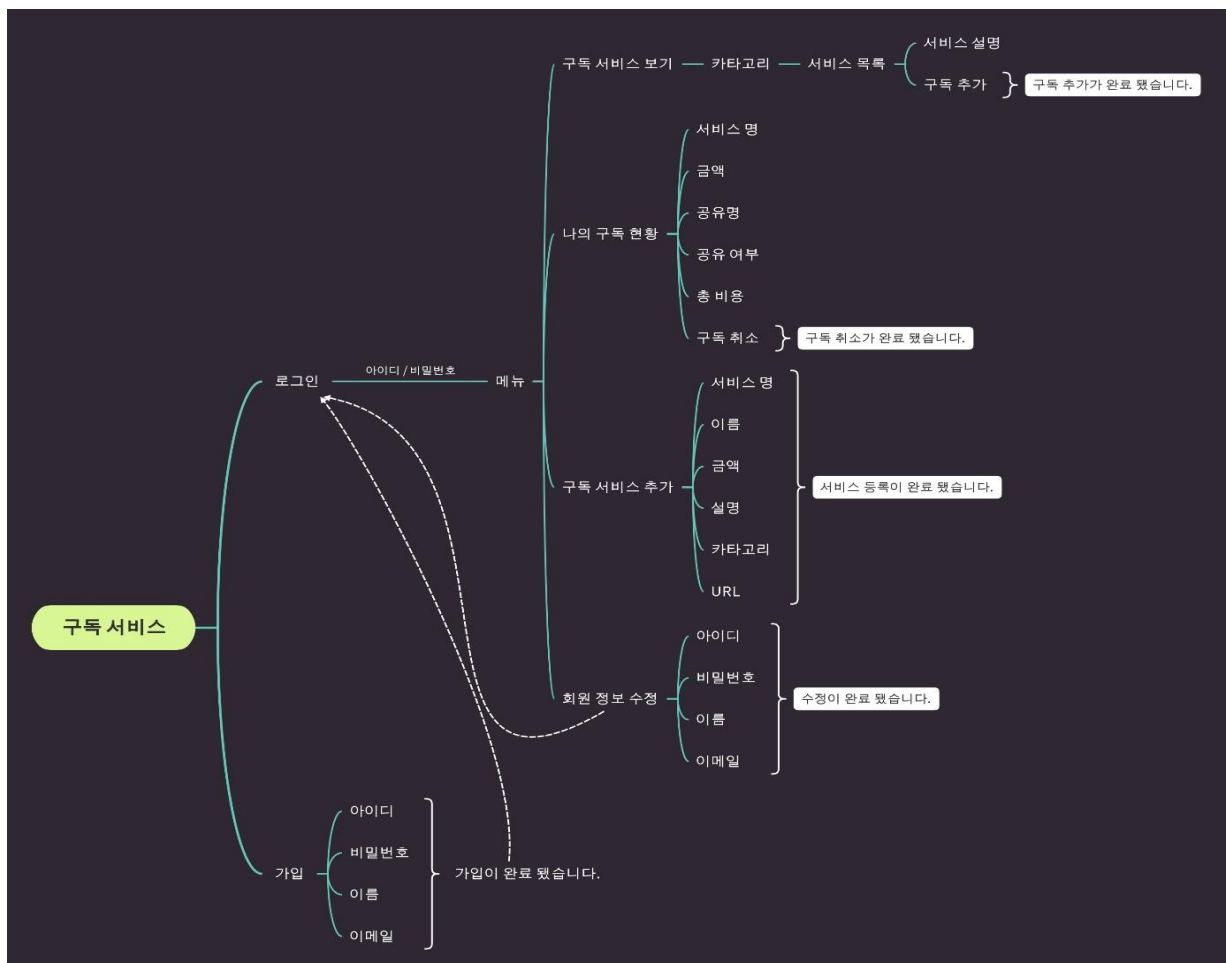 구독 서비스
로그인
아이디 / 비밀번호
메뉴
구독 서비스 보기
카타고리
서비스 목록
서비스 설명
구독 추가
구독 추가가 완료 됐습니다.
나의 구독 현황
서비스 명
금액
공유명
공유 여부
총 비용
구독 취소
구독 취소가 완료 됐습니다.
구독 서비스 추가
서비스 명
이름
금액
설명
카타고리
URL
서비스 등록이 완료 됐습니다.
회원 정보 수정
아이디
비밀번호
이름
이메일
수정이 완료 됐습니다.
가입
아이디
비밀번호
이름
이메일
가입이 완료 됐습니다.